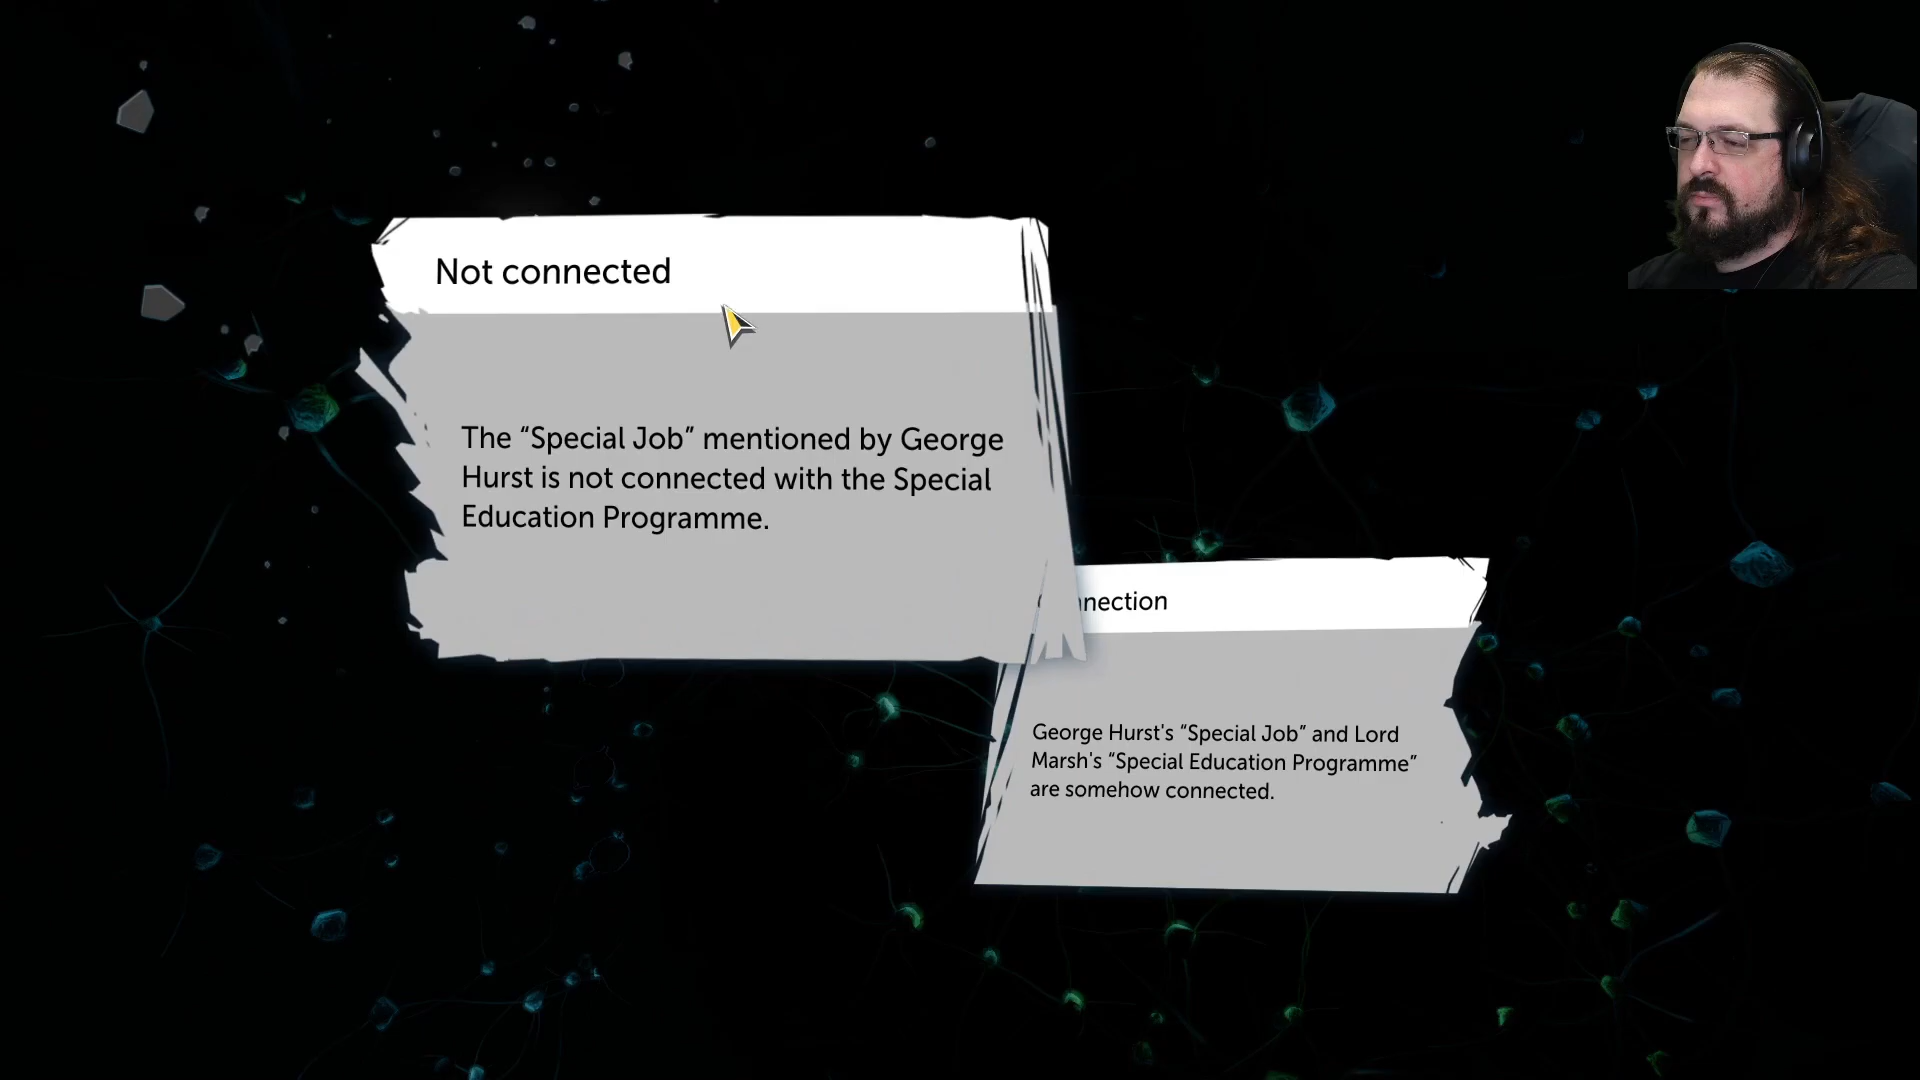 Not connected
The “Special Job” mentioned by George
Hurst is not connected with the Special
Education Programme.
nnection
George Hurst's “Special Job” and Lord
Marsh's “Special Education Programme”
are somehow connected.